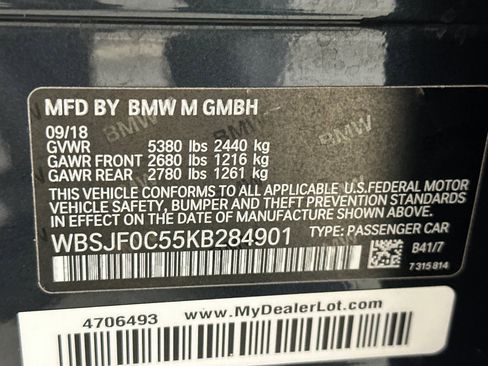 MFD BY BMW M GMBH
09/18
GVWR 5380 lbs 2440 kg
GAWR FRONT 2680 lbs 1216 kg
GAWR REAR 2780 lbs 1261 kg
THIS VEHICLE CONFORMS TO ALL APPLICABLE U.S.FEDERAL MOTOR
VEHICLE SAFETY, BUMPER AND THEFT PREVENTION STANDARDS
IN EFFECT ON THE DATE OF MANUFACTURE SHOWN ABOVE.
WBSJF0C55KB284901 TYPE: PASSENGER CAR
B41/7
7315814
4706493 www.MyDealerLot.com